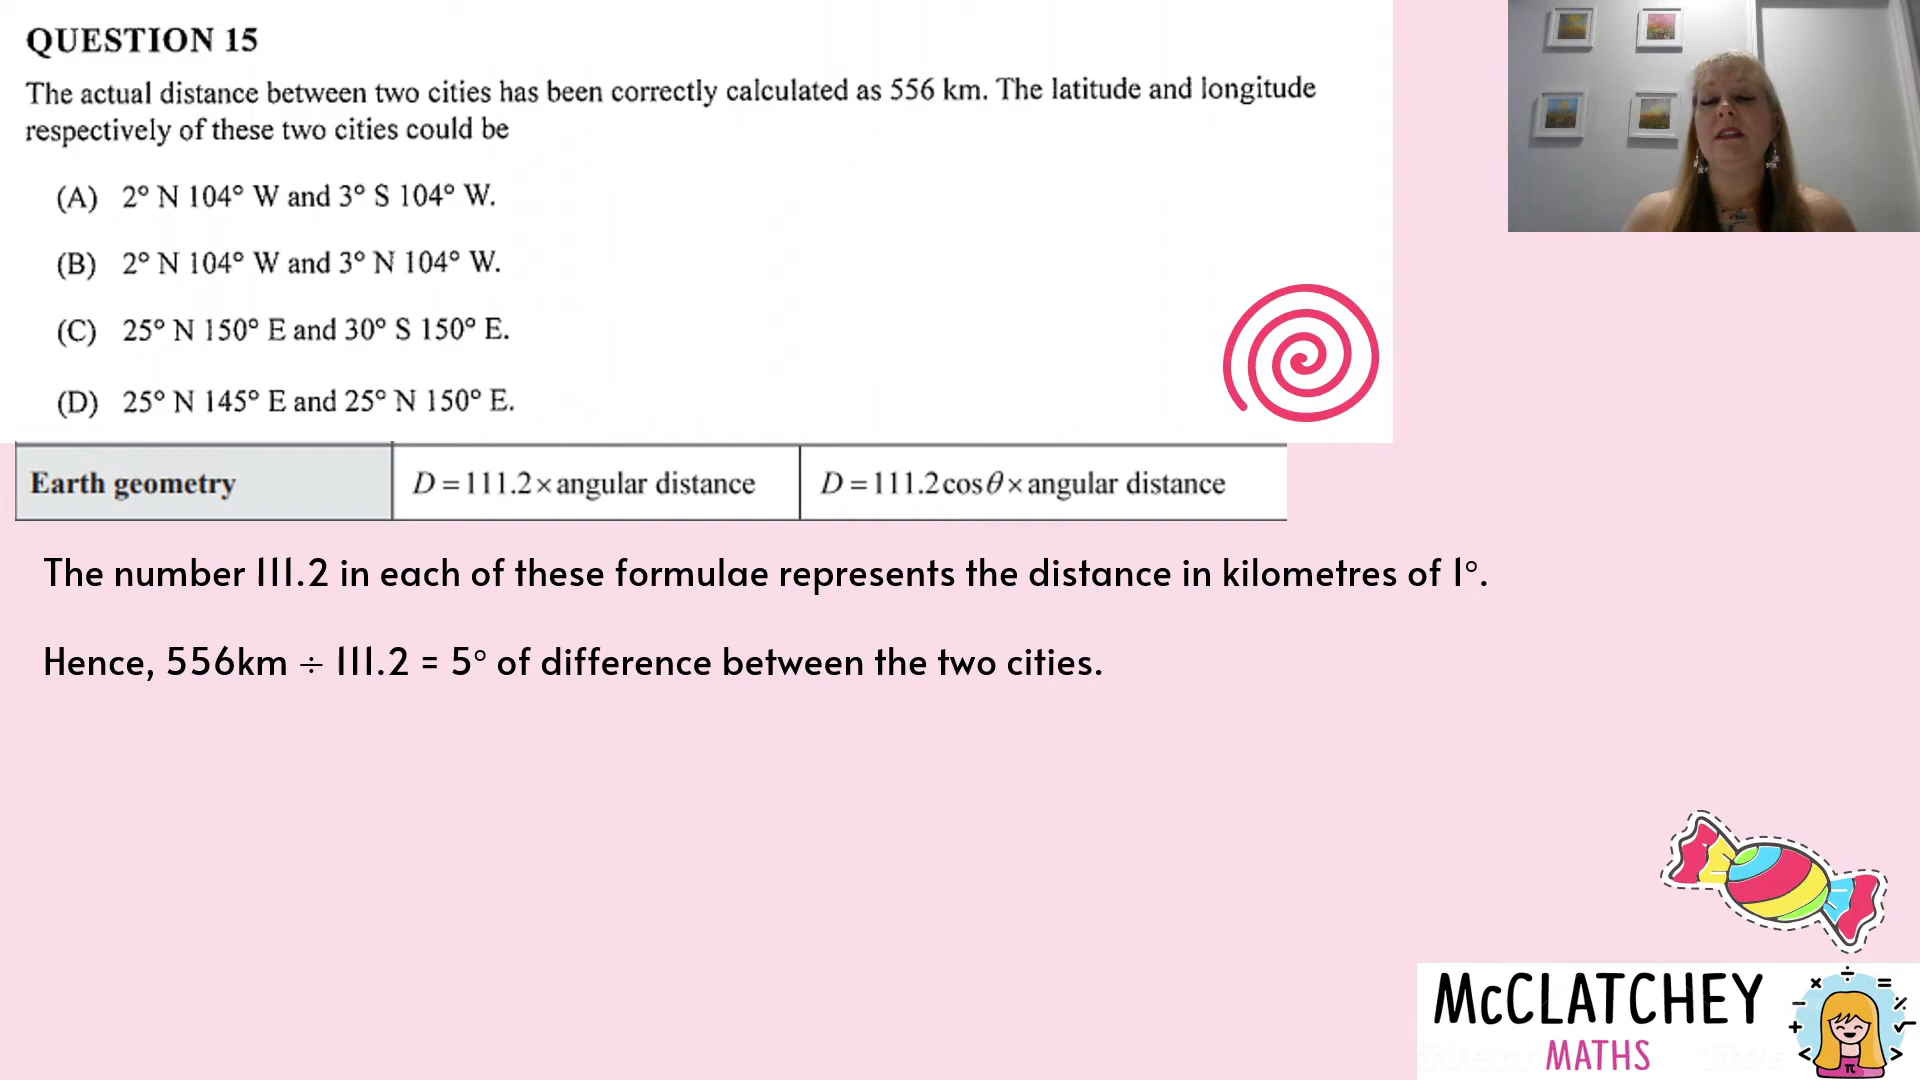 QUESTION 15
The actual distance between two cities has been correctly calculated as 556 km. The latitude and longitude
respectively of these two cities could be
(A) 2° N 104° W and 3° S 104° W.
(B) 2° N 104° W and 3° N 104° W.
(C) 25° N 150° E and 30° S 150° E.
(D) 25° N 145° E and 25° N 150° E.
Earth geometry D = 111.2 × angular distance D = 111.2 cos θ × angular distance
The number 111.2 in each of these formulae represents the distance in kilometres of 1°.
Hence, 556km ÷ 111.2 = 5° of difference between the two cities.
McCLATCHEY
MATHS
× ÷ = − % + √ < > π